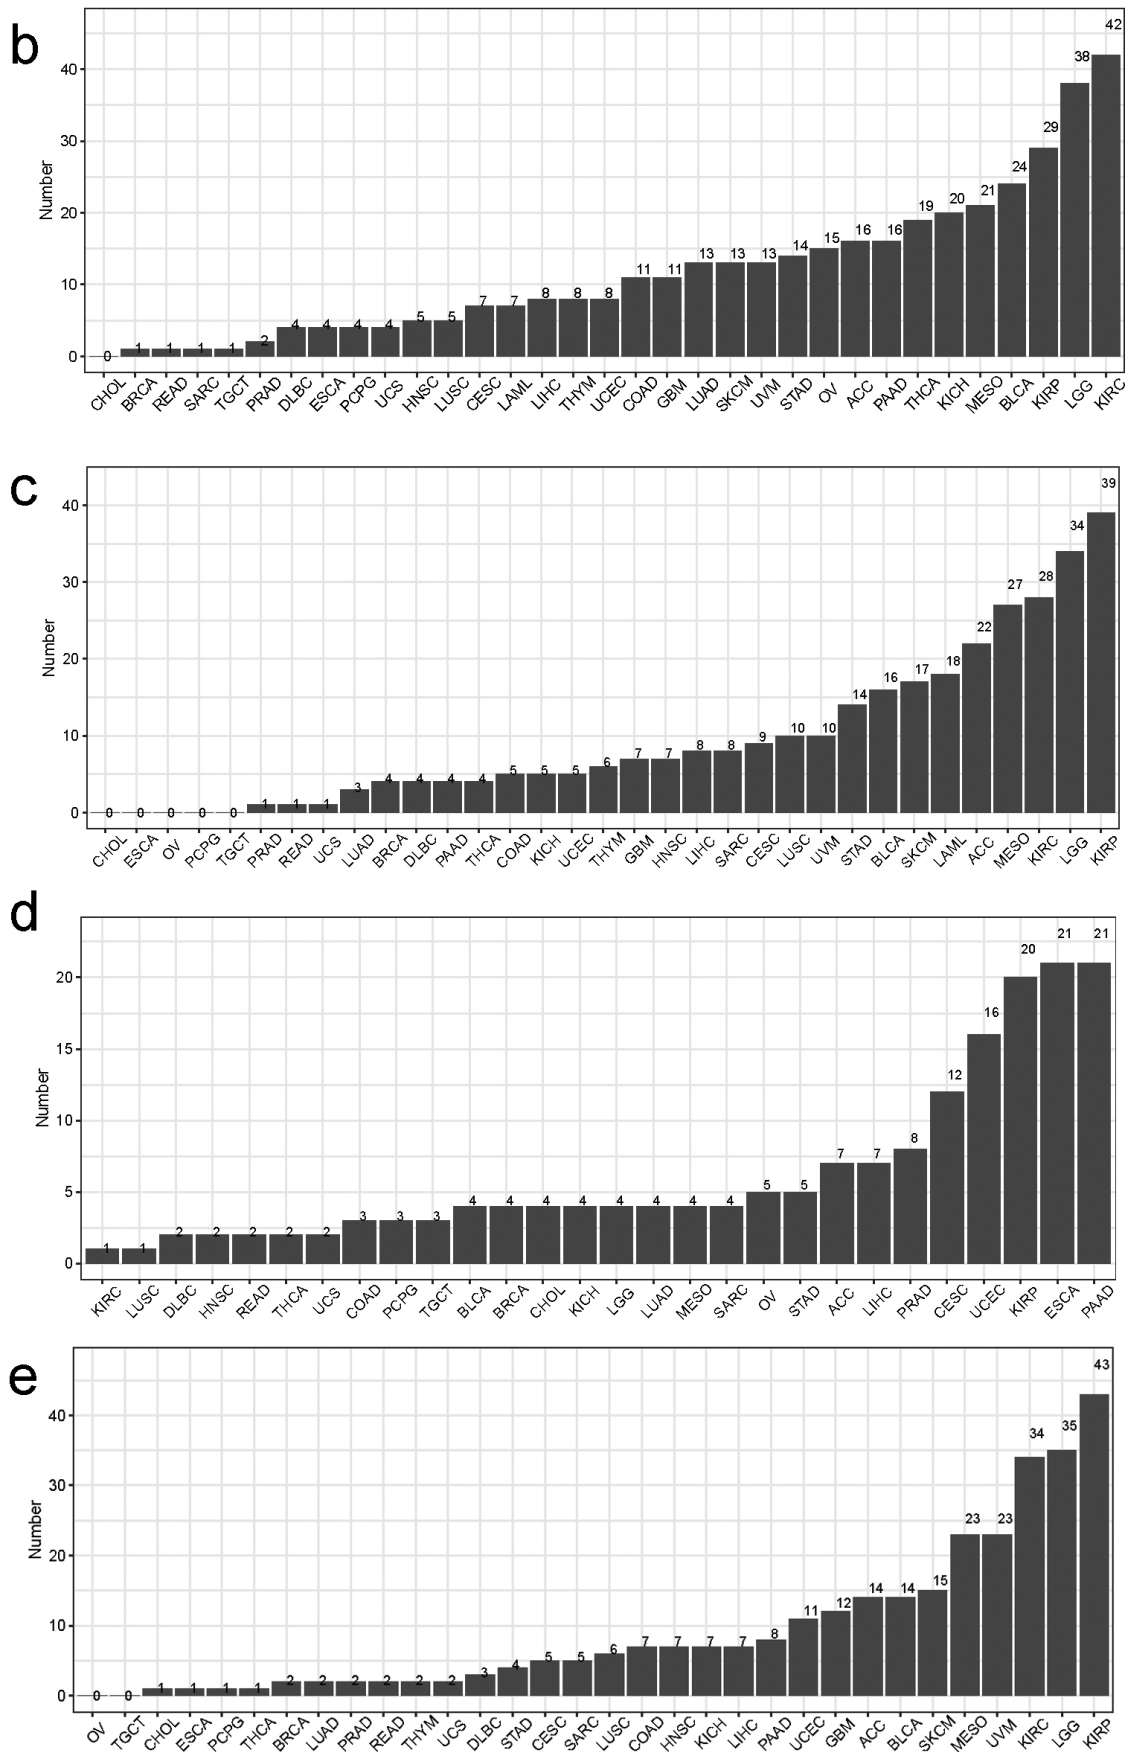 b
Number
40
30
20
10
0
0 1 1 1 1 2 4 4 4 4 5 5 7 7 8 8 8 11 11 13 13 13 14 15 16 16 19 20 21 24 29 38 42
CHOL BRCA READ SARC TGCT PRAD DLBC ESCA PCPG UCS HNSC LUSC CESC LAML LIHC THYM UCEC COAD GBM LUAD SKCM UVM STAD OV ACC PAAD THCA KICH MESO BLCA KIRP LGG KIRC
c
Number
40
30
20
10
0
0 0 0 0 0 1 1 1 3 4 4 4 4 5 5 5 6 7 7 8 8 9 10 10 14 16 17 18 22 27 28 34 39
CHOL ESCA OV PCPG TGCT PRAD READ UCS LUAD BRCA DLBC PAAD THCA COAD KICH UCEC THYM GBM HNSC LIHC SARC CESC LUSC UVM STAD BLCA SKCM LAML ACC MESO KIRC LGG KIRP
d
Number
20
15
10
5
0
1 1 2 2 2 2 2 3 3 3 4 4 4 4 4 4 4 4 5 5 7 7 8 12 16 20 21 21
KIRC LUSC DLBC HNSC READ THCA UCS COAD PCPG TGCT BLCA BRCA CHOL KICH LGG LUAD MESO SARC OV STAD ACC LIHC PRAD CESC UCEC KIRP ESCA PAAD
e
Number
40
30
20
10
0
0 0 1 1 1 1 2 2 2 2 2 2 3 4 5 5 6 7 7 7 7 8 11 12 14 14 15 23 23 34 35 43
OV TGCT CHOL ESCA PCPG THCA BRCA LUAD PRAD READ THYM UCS DLBC STAD CESC SARC LUSC COAD HNSC KICH LIHC PAAD UCEC GBM ACC BLCA SKCM MESO UVM KIRC LGG KIRP